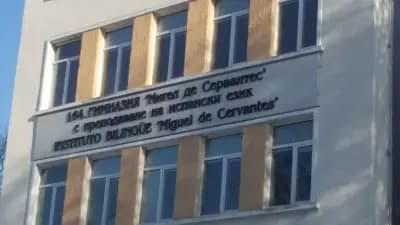 164. ГИМНАЗИЯ 'Мигел де Сервантес'
с преподаване на испански език
INSTITUTO BILINGÜE 'Miguel de Cervantes'